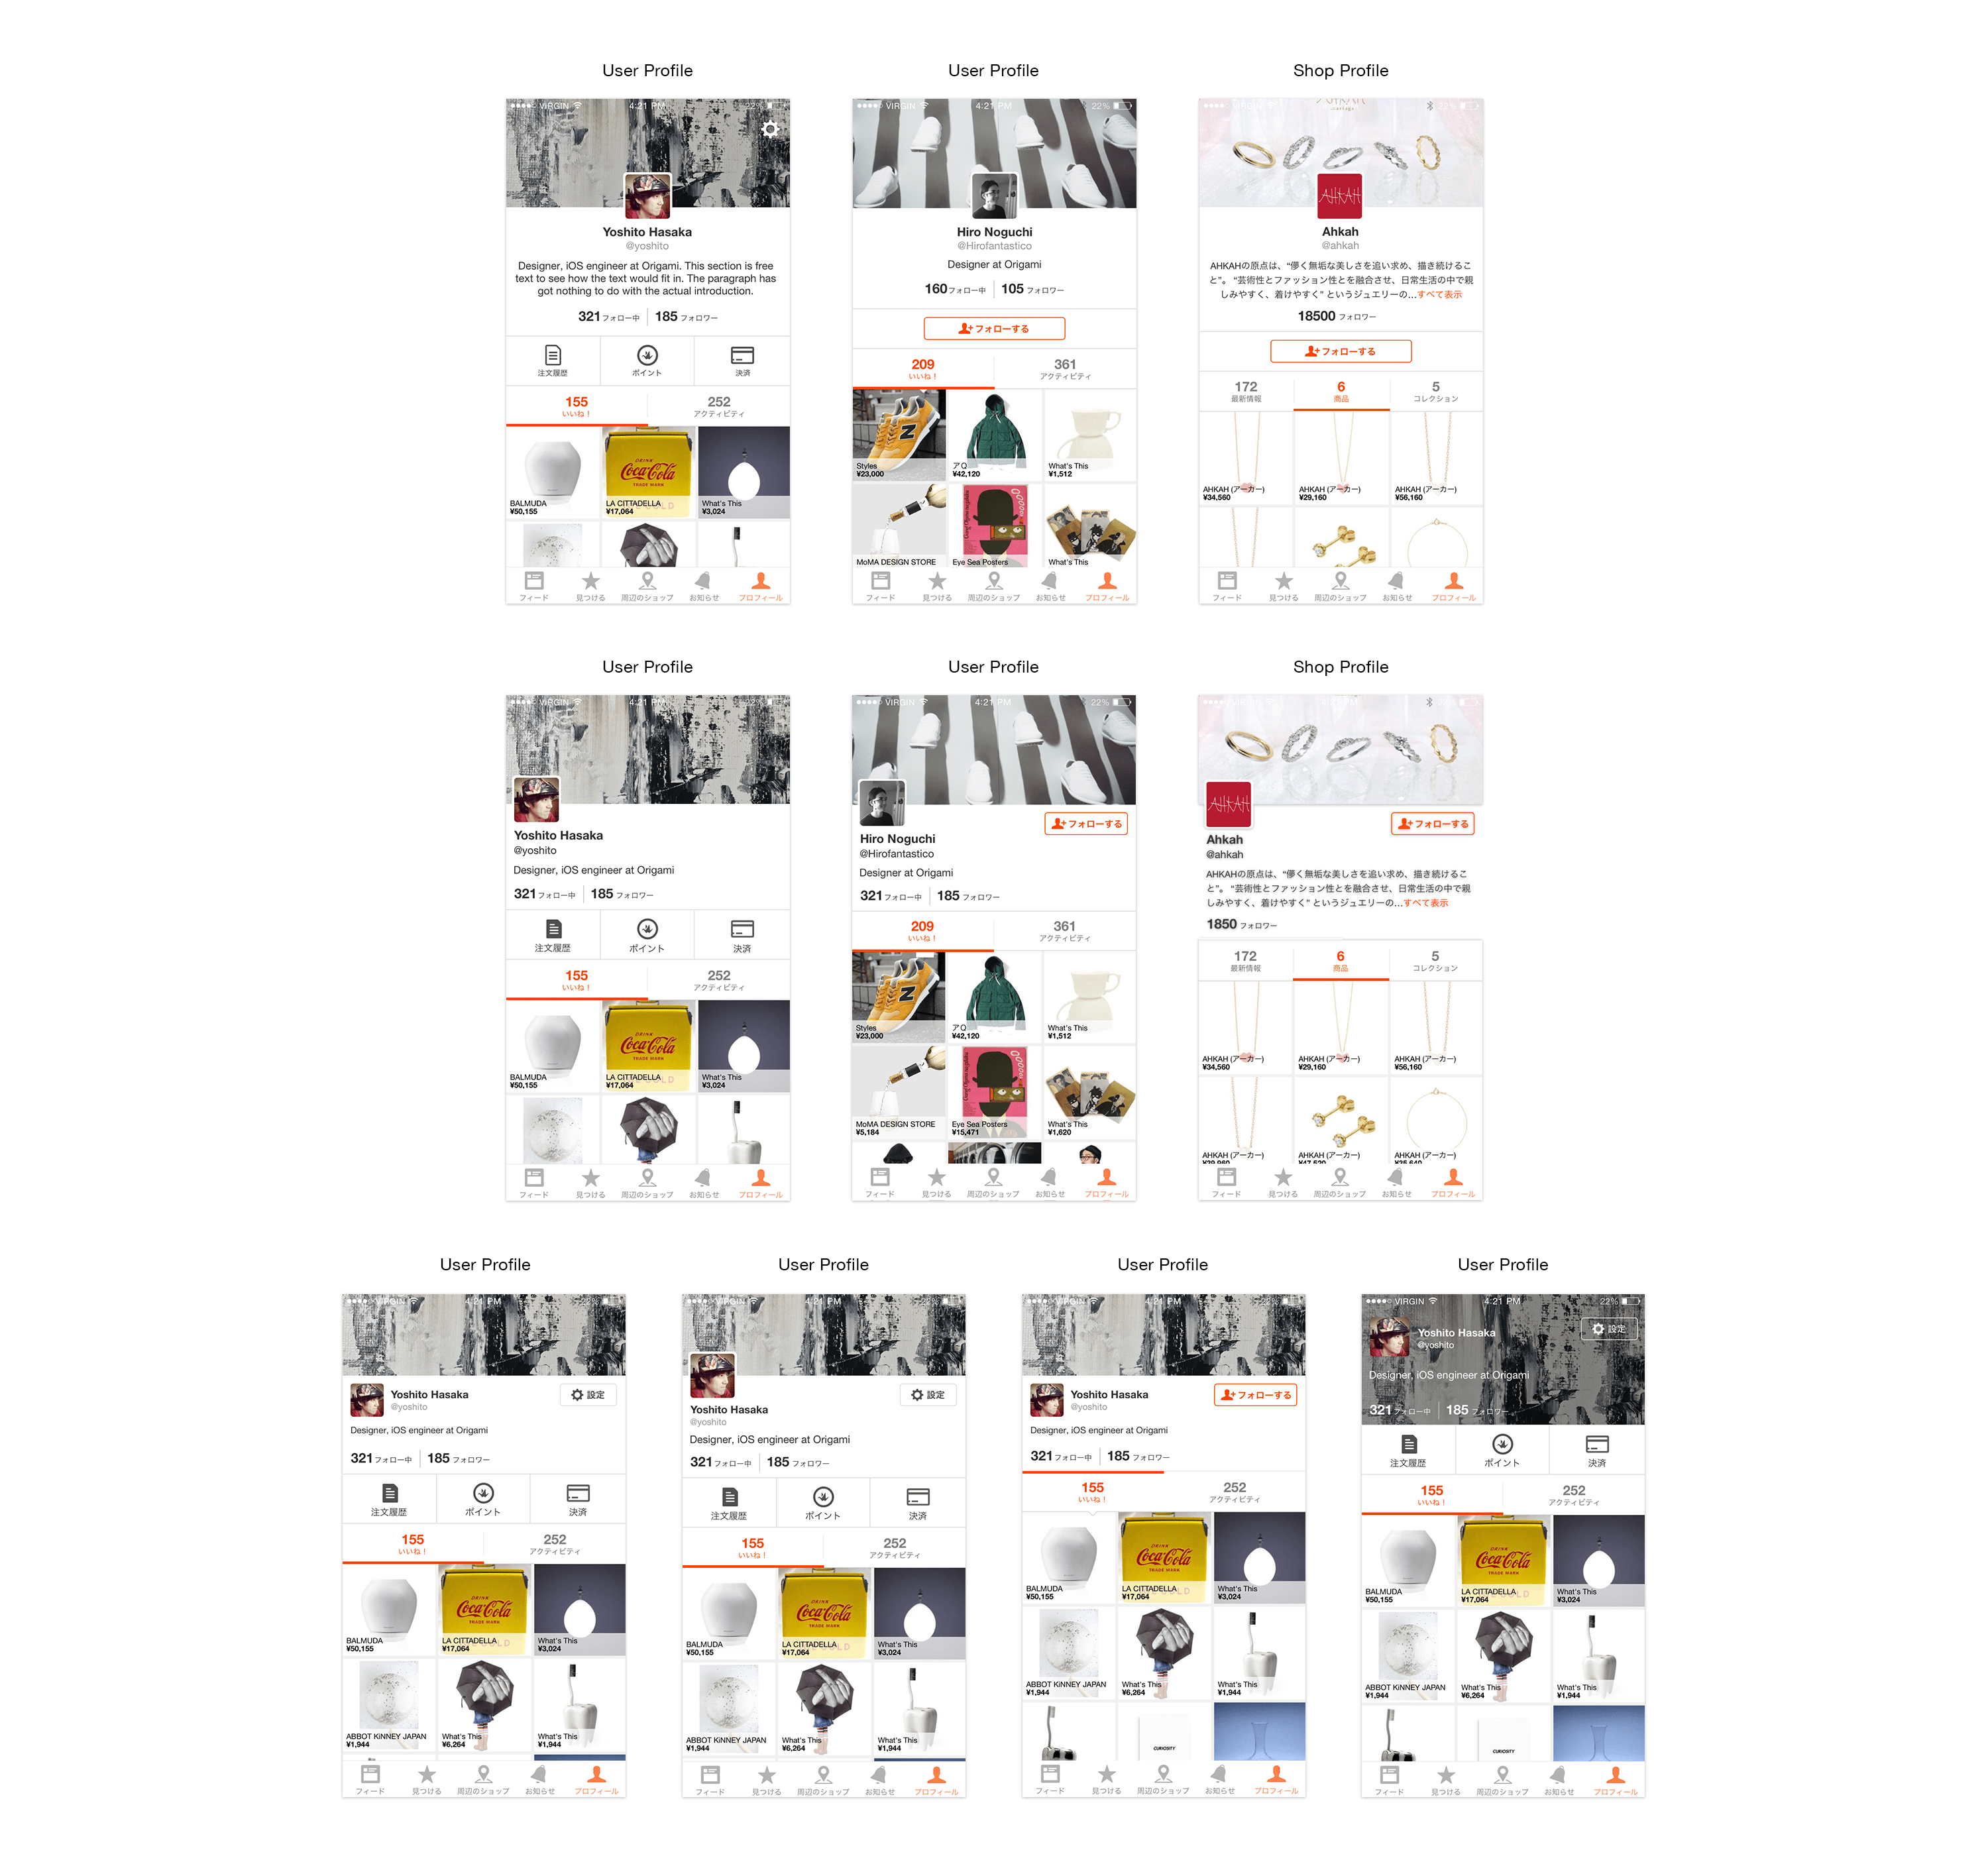 User Profile
●●●●○ VIRGIN 4:21 PM 22%
Yoshito Hasaka
@yoshito
Designer, iOS engineer at Origami. This section is free
text to see how the text would fit in. The paragraph has
got nothing to do with the actual introduction.
321 フォロー中 185 フォロワー
注文履歴 ポイント 決済
155 252
いいね！ アクティビティ
DRINK
Coca-Cola
TRADE MARK
BALMUDA LA CITTADELLA What's This
¥50,155 ¥17,064 ¥3,024
フィード 見つける 周辺のショップ お知らせ プロフィール
User Profile
●●●●○ VIRGIN 4:21 PM 22%
Hiro Noguchi
@Hirofantastico
Designer at Origami
160 フォロー中 105 フォロワー
フォローする
209 361
いいね！ アクティビティ
N
Styles アQ What's This
¥23,000 ¥42,120 ¥1,512
MoMA DESIGN STORE Eye Sea Posters What's This
フィード 見つける 周辺のショップ お知らせ プロフィール
Shop Profile
22%
AHKAH
Ahkah
@ahkah
AHKAHの原点は、“儚く無垢な美しさを追い求め、描き続けるこ
と”。 “芸術性とファッション性とを融合させ、日常生活の中で親
しみやすく、着けやすく” というジュエリーの...すべて表示
18500 フォロワー
フォローする
172 6 5
最新情報 商品 コレクション
AHKAH (アーカー) AHKAH (アーカー) AHKAH (アーカー)
¥34,560 ¥29,160 ¥56,160
フィード 見つける 周辺のショップ お知らせ プロフィール
User Profile
●●●●○ VIRGIN 4:21 PM 22%
Yoshito Hasaka
@yoshito
Designer, iOS engineer at Origami
321 フォロー中 185 フォロワー
注文履歴 ポイント 決済
155 252
いいね！ アクティビティ
DRINK
Coca-Cola
TRADE MARK
BALMUDA LA CITTADELLA What's This
¥50,155 ¥17,064 ¥3,024
フィード 見つける 周辺のショップ お知らせ プロフィール
User Profile
●●●●○ VIRGIN 4:21 PM 22%
フォローする
Hiro Noguchi
@Hirofantastico
Designer at Origami
321 フォロー中 185 フォロワー
209 361
いいね！ アクティビティ
N
Styles アQ What's This
¥23,000 ¥42,120 ¥1,512
MoMA DESIGN STORE Eye Sea Posters What's This
¥5,184 ¥15,471 ¥1,620
フィード 見つける 周辺のショップ お知らせ プロフィール
Shop Profile
AHKAH
フォローする
Ahkah
@ahkah
AHKAHの原点は、“儚く無垢な美しさを追い求め、描き続けるこ
と”。 “芸術性とファッション性とを融合させ、日常生活の中で親
しみやすく、着けやすく” というジュエリーの...すべて表示
1850 フォロワー
172 6 5
最新情報 商品 コレクション
AHKAH (アーカー) AHKAH (アーカー) AHKAH (アーカー)
¥34,560 ¥29,160 ¥56,160
AHKAH (アーカー) AHKAH (アーカー) AHKAH (アーカー)
フィード 見つける 周辺のショップ お知らせ プロフィール
User Profile
●●●●○ VIRGIN 4:21 PM 22%
Yoshito Hasaka 設定
@yoshito
Designer, iOS engineer at Origami
321 フォロー中 185 フォロワー
注文履歴 ポイント 決済
155 252
いいね！ アクティビティ
DRINK
Coca-Cola
TRADE MARK
BALMUDA LA CITTADELLA What's This
¥50,155 ¥17,064 ¥3,024
ABBOT KiNNEY JAPAN What's This What's This
¥1,944 ¥6,264 ¥1,944
フィード 見つける 周辺のショップ お知らせ プロフィール
User Profile
●●●●○ VIRGIN 4:21 PM 22%
設定
Yoshito Hasaka
@yoshito
Designer, iOS engineer at Origami
321 フォロー中 185 フォロワー
注文履歴 ポイント 決済
155 252
いいね！ アクティビティ
DRINK
Coca-Cola
TRADE MARK
BALMUDA LA CITTADELLA What's This
¥50,155 ¥17,064 ¥3,024
ABBOT KiNNEY JAPAN What's This What's This
¥1,944 ¥6,264 ¥1,944
フィード 見つける 周辺のショップ お知らせ プロフィール
User Profile
●●●●○ VIRGIN 4:21 PM 22%
Yoshito Hasaka フォローする
@yoshito
Designer, iOS engineer at Origami
321 フォロー中 185 フォロワー
155 252
いいね！ アクティビティ
DRINK
Coca-Cola
TRADE MARK
BALMUDA LA CITTADELLA What's This
¥50,155 ¥17,064 ¥3,024
ABBOT KiNNEY JAPAN What's This What's This
¥1,944 ¥6,264 ¥1,944
CURIOSITY
フィード 見つける 周辺のショップ お知らせ プロフィール
User Profile
●●●●○ VIRGIN 4:21 PM 22%
Yoshito Hasaka 設定
@yoshito
Designer, iOS engineer at Origami
321 フォロー中 185 フォロワー
注文履歴 ポイント 決済
155 252
いいね！ アクティビティ
DRINK
Coca-Cola
TRADE MARK
BALMUDA LA CITTADELLA What's This
¥50,155 ¥17,064 ¥3,024
ABBOT KiNNEY JAPAN What's This What's This
¥1,944 ¥6,264 ¥1,944
CURIOSITY
フィード 見つける 周辺のショップ お知らせ プロフィール